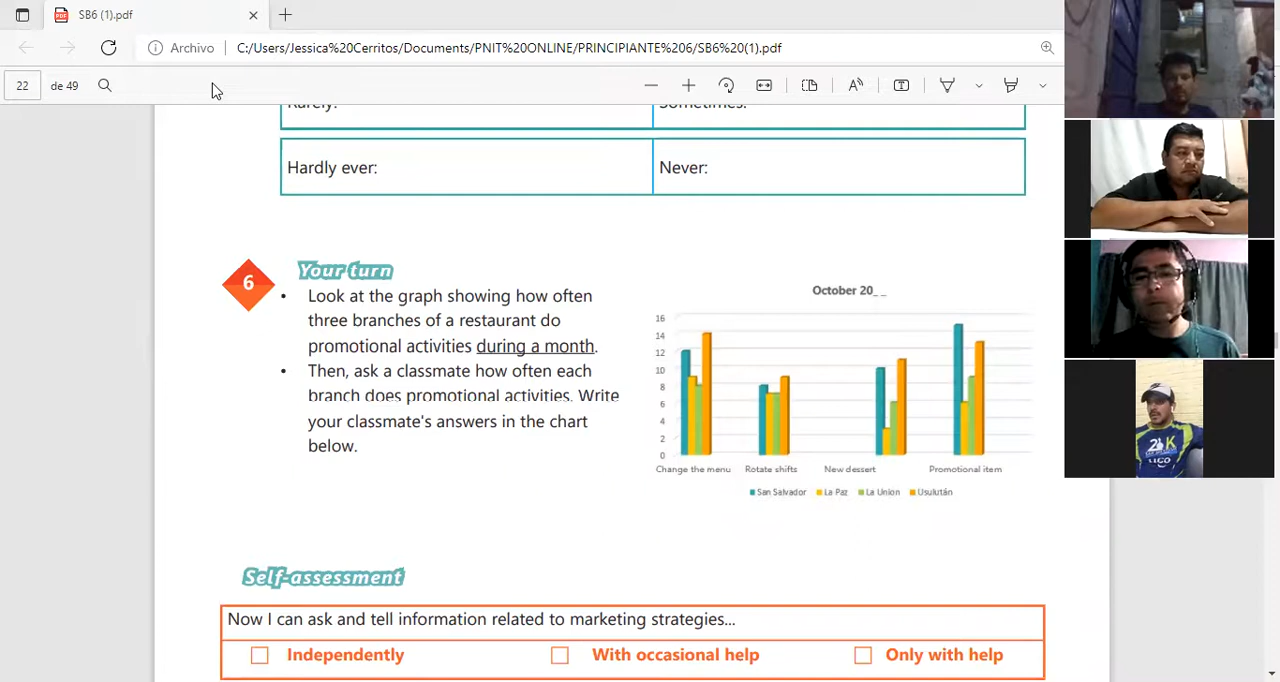 SB6 (1).pdf
Archivo
C:/Users/Jessica%20Cerritos/Documents/PNIT%20ONLINE/PRINCIPIANTE%206/SB6%20(1).pdf
22 de 49
Rarely: Sometimes:
Hardly ever: Never:
6
Your turn
• Look at the graph showing how often
three branches of a restaurant do
promotional activities during a month.
• Then, ask a classmate how often each
branch does promotional activities. Write
your classmate's answers in the chart
below.
October 20_ _
16
14
12
10
8
6
4
2
0
Change the menu Rotate shifts New dessert Promotional item
San Salvador La Paz La Union Usulután
Self-assessment
Now I can ask and tell information related to marketing strategies...
Independently With occasional help Only with help
TIGO